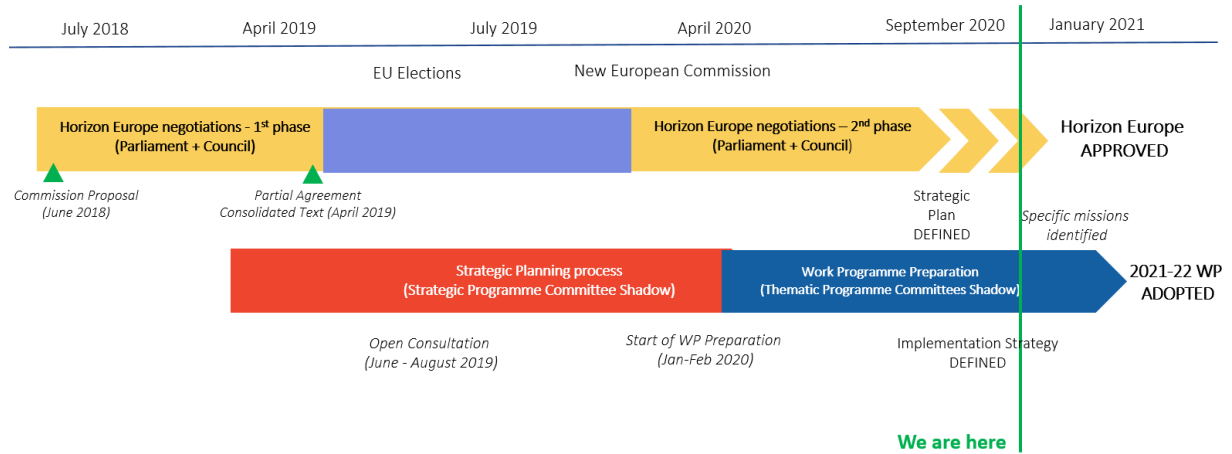 July 2018
April 2019
July 2019
April 2020
September 2020
January 2021
EU Elections
New European Commission
Horizon Europe negotiations - 1st phase
(Parliament + Council)
Horizon Europe negotiations – 2nd phase
(Parliament + Council)
Horizon Europe
APPROVED
Commission Proposal
(June 2018)
Partial Agreement
Consolidated Text (April 2019)
Strategic
Plan
DEFINED
Specific missions
identified
Strategic Planning process
(Strategic Programme Committee Shadow)
Work Programme Preparation
(Thematic Programme Committees Shadow)
2021-22 WP
ADOPTED
Open Consultation
(June - August 2019)
Start of WP Preparation
(Jan-Feb 2020)
Implementation Strategy
DEFINED
We are here